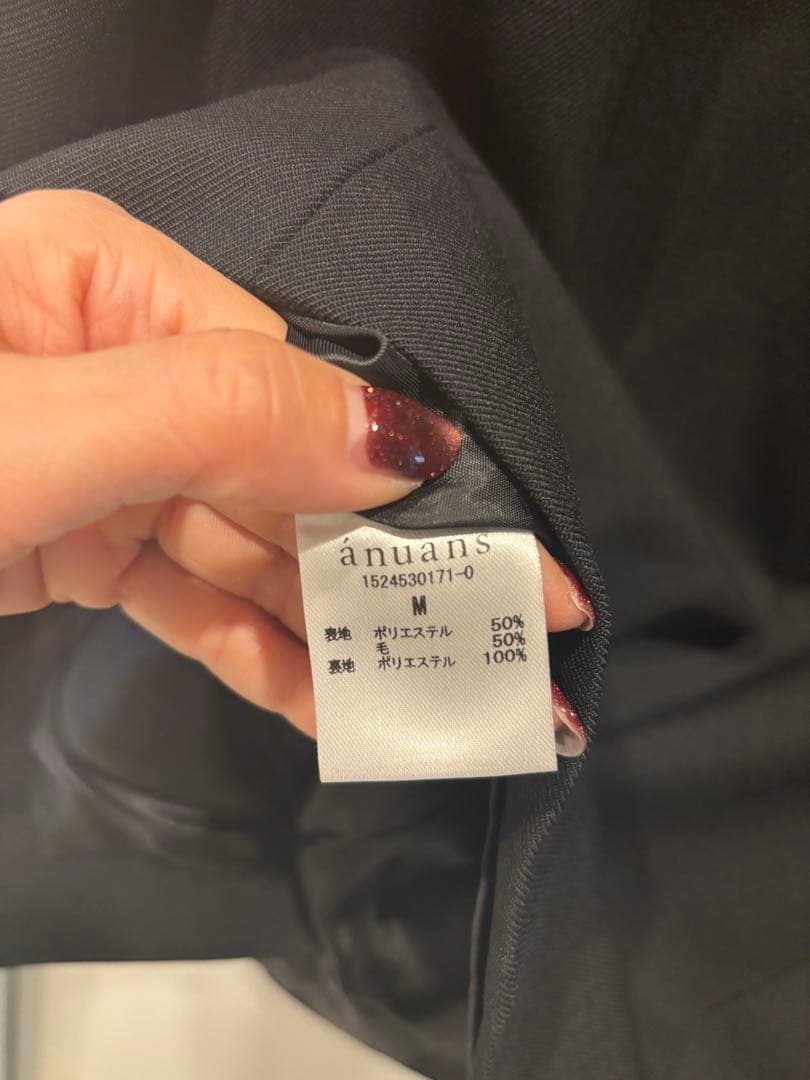 ánuans
1524530171-0
M
表地 ポリエステル 50%
毛 50%
裏地 ポリエステル 100%